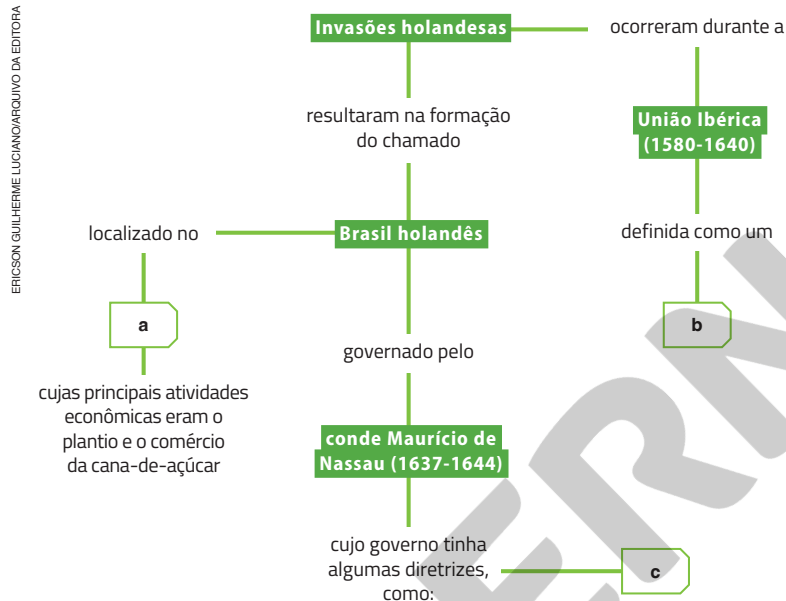 ERICSON GUILHERME LUCIANO/ARQUIVO DA EDITORA
Invasões holandesas
ocorreram durante a
resultaram na formação
do chamado
União Ibérica
(1580-1640)
localizado no
Brasil holandês
definida como um
a
b
governado pelo
cujas principais atividades
econômicas eram o
plantio e o comércio
da cana-de-açúcar
conde Maurício de
Nassau (1637-1644)
cujo governo tinha
algumas diretrizes,
como:
c